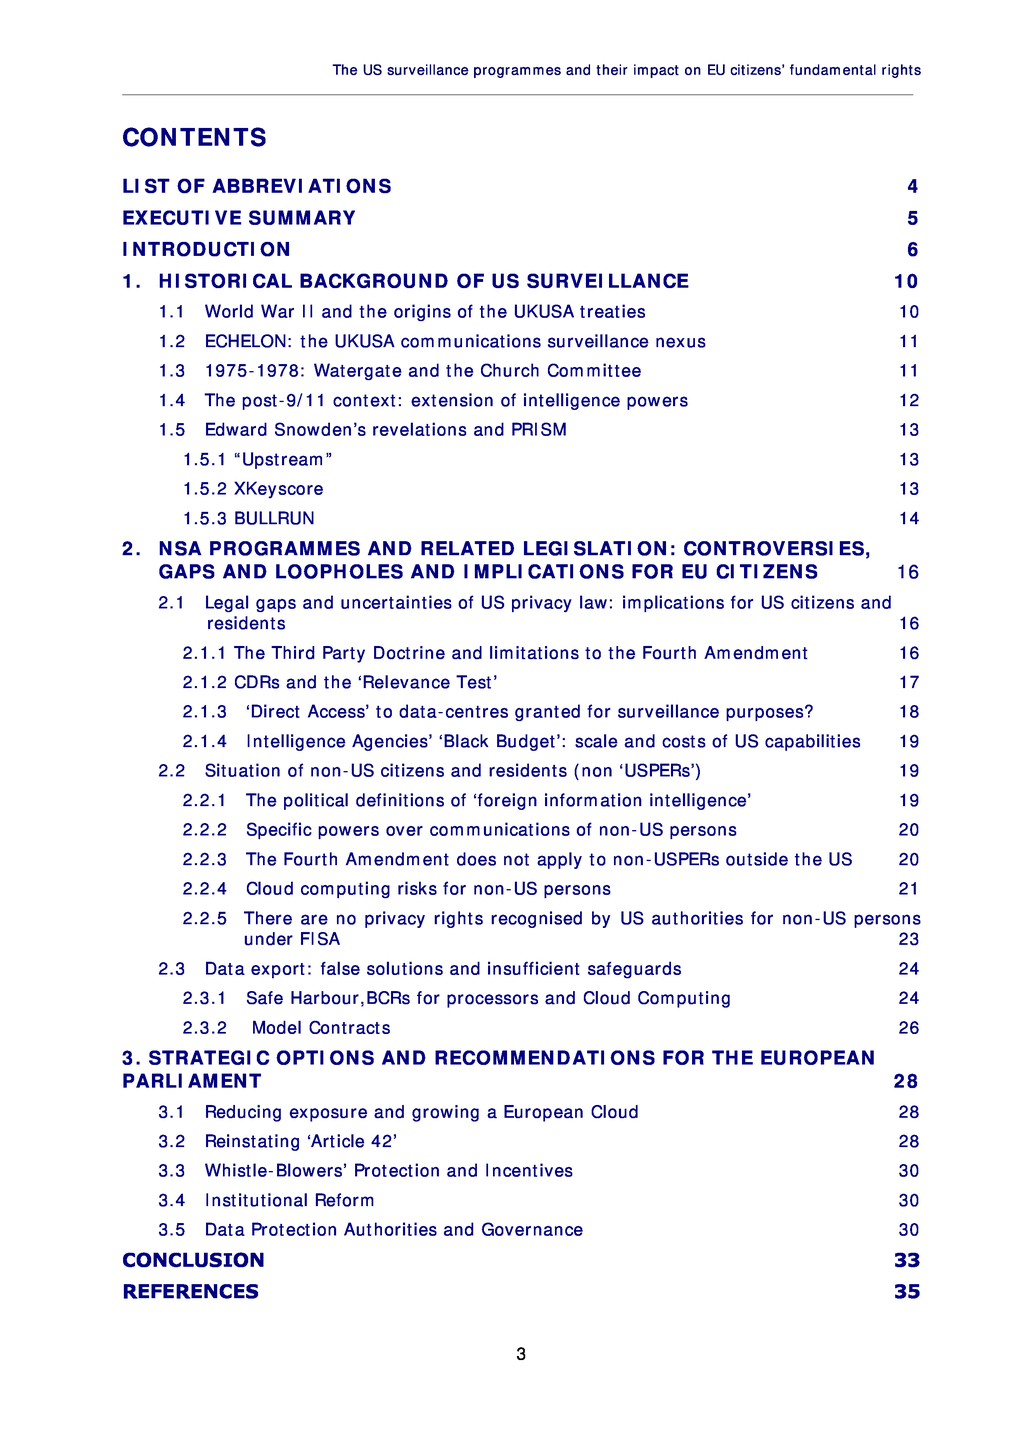 The US surveillance programmes and their impact on EU citizens’ fundamental rights
CONTENTS
LIST OF ABBREVIATIONS 4
EXECUTIVE SUMMARY 5
INTRODUCTION 6
1. HISTORICAL BACKGROUND OF US SURVEILLANCE 10
1.1 World War II and the origins of the UKUSA treaties 10
1.2 ECHELON: the UKUSA communications surveillance nexus 11
1.3 1975-1978: Watergate and the Church Committee 11
1.4 The post-9/11 context: extension of intelligence powers 12
1.5 Edward Snowden’s revelations and PRISM 13
1.5.1 “Upstream” 13
1.5.2 XKeyscore 13
1.5.3 BULLRUN 14
2. NSA PROGRAMMES AND RELATED LEGISLATION: CONTROVERSIES,
GAPS AND LOOPHOLES AND IMPLICATIONS FOR EU CITIZENS 16
2.1 Legal gaps and uncertainties of US privacy law: implications for US citizens and
residents 16
2.1.1 The Third Party Doctrine and limitations to the Fourth Amendment 16
2.1.2 CDRs and the ‘Relevance Test’ 17
2.1.3 ‘Direct Access’ to data-centres granted for surveillance purposes? 18
2.1.4 Intelligence Agencies’ ‘Black Budget’: scale and costs of US capabilities 19
2.2 Situation of non-US citizens and residents (non ‘USPERs’) 19
2.2.1 The political definitions of ‘foreign information intelligence’ 19
2.2.2 Specific powers over communications of non-US persons 20
2.2.3 The Fourth Amendment does not apply to non-USPERs outside the US 20
2.2.4 Cloud computing risks for non-US persons 21
2.2.5 There are no privacy rights recognised by US authorities for non-US persons
under FISA 23
2.3 Data export: false solutions and insufficient safeguards 24
2.3.1 Safe Harbour,BCRs for processors and Cloud Computing 24
2.3.2 Model Contracts 26
3. STRATEGIC OPTIONS AND RECOMMENDATIONS FOR THE EUROPEAN
PARLIAMENT 28
3.1 Reducing exposure and growing a European Cloud 28
3.2 Reinstating ‘Article 42’ 28
3.3 Whistle-Blowers’ Protection and Incentives 30
3.4 Institutional Reform 30
3.5 Data Protection Authorities and Governance 30
CONCLUSION 33
REFERENCES 35
3